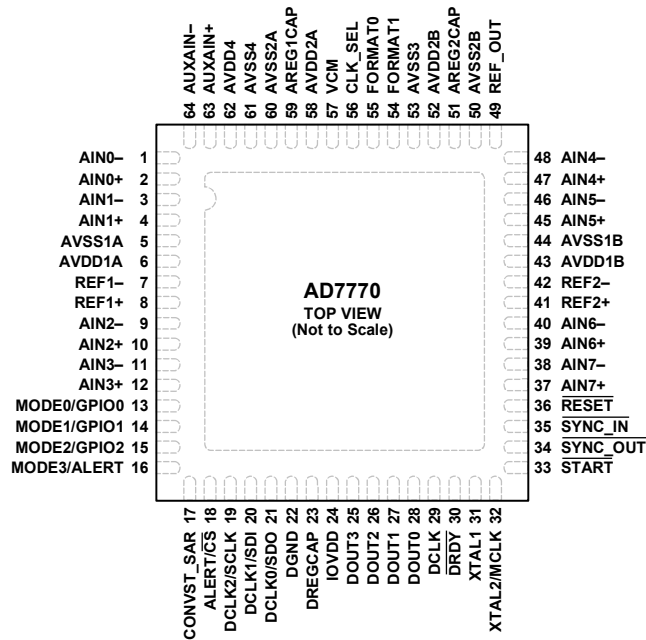 64 AUXAIN–
63 AUXAIN+
62 AVDD4
61 AVSS4
60 AVSS2A
59 AREG1CAP
58 AVDD2A
57 VCM
56 CLK_SEL
55 FORMAT0
54 FORMAT1
53 AVSS3
52 AVDD2B
51 AREG2CAP
50 AVSS2B
49 REF_OUT
AIN0– 1
AIN0+ 2
AIN1– 3
AIN1+ 4
AVSS1A 5
AVDD1A 6
REF1– 7
REF1+ 8
AIN2– 9
AIN2+ 10
AIN3– 11
AIN3+ 12
MODE0/GPIO0 13
MODE1/GPIO1 14
MODE2/GPIO2 15
MODE3/ALERT 16
AD7770
TOP VIEW
(Not to Scale)
48 AIN4–
47 AIN4+
46 AIN5–
45 AIN5+
44 AVSS1B
43 AVDD1B
42 REF2–
41 REF2+
40 AIN6–
39 AIN6+
38 AIN7–
37 AIN7+
36 RESET
35 SYNC_IN
34 SYNC_OUT
33 START
CONVST_SAR 17
ALERT/CS 18
DCLK2/SCLK 19
DCLK1/SDI 20
DCLK0/SDO 21
DGND 22
DREGCAP 23
IOVDD 24
DOUT3 25
DOUT2 26
DOUT1 27
DOUT0 28
DCLK 29
DRDY 30
XTAL1 31
XTAL2/MCLK 32